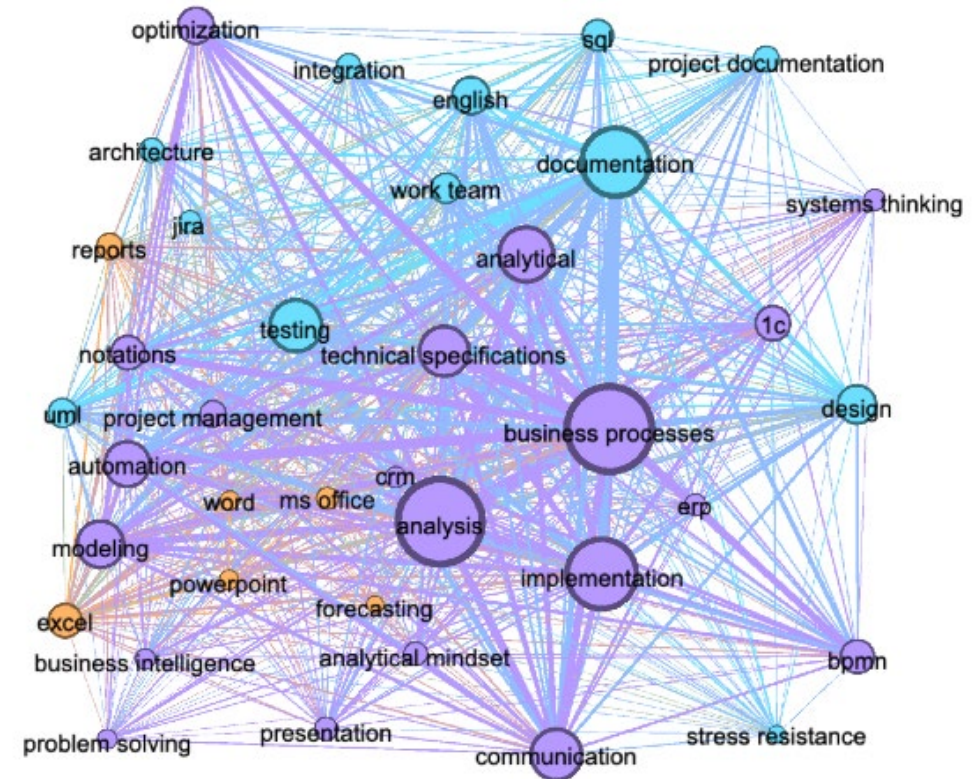 optimization
sql
integration
project documentation
english
architecture
documentation
work team
systems thinking
jira
reports
analytical
1c
testing
notations
technical specifications
uml
project management
design
business processes
automation
crm
word
ms office
erp
analysis
modeling
powerpoint
implementation
forecasting
excel
business intelligence
analytical mindset
bpmn
problem solving
presentation
stress resistance
communication